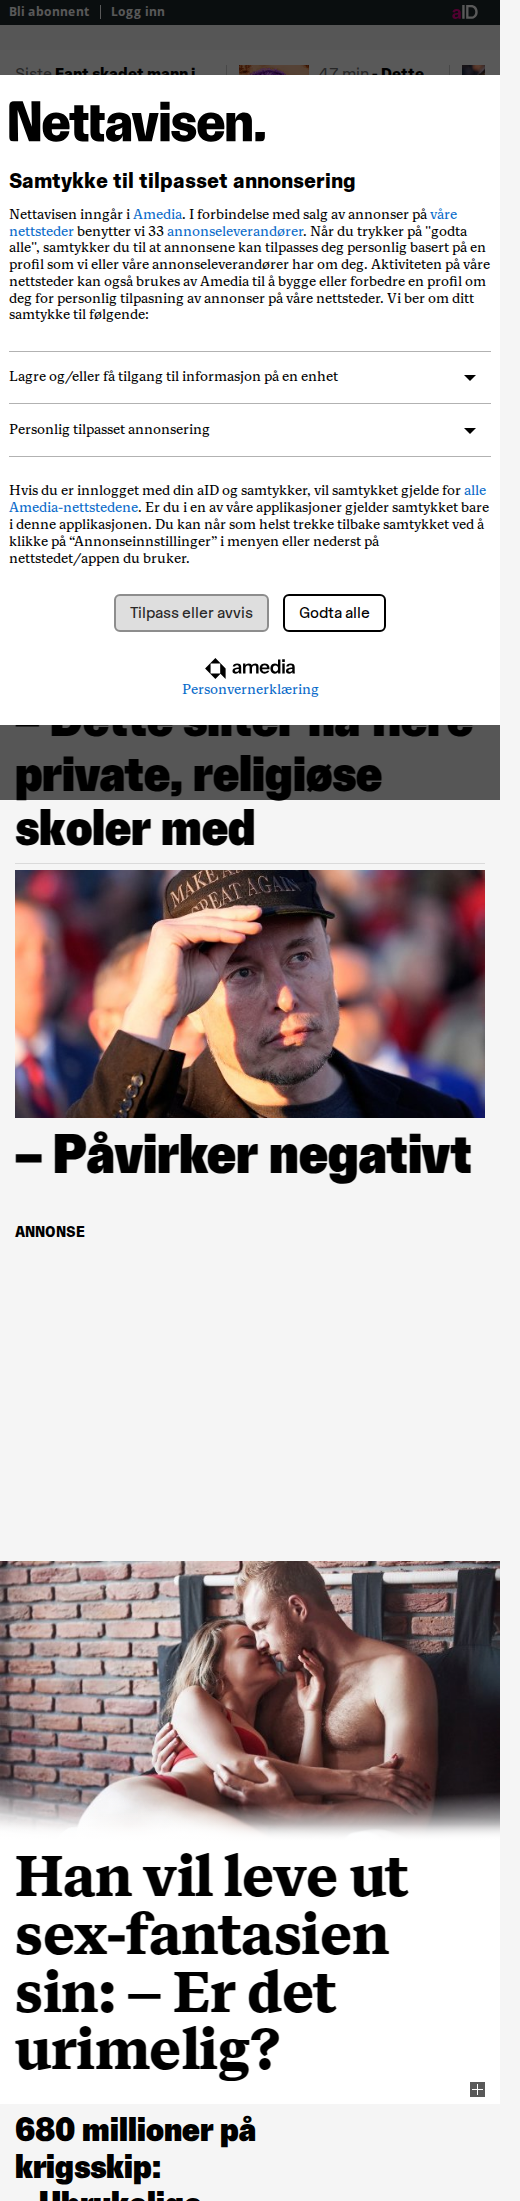 Bli abonnent | Logg inn
aID
Siste Fant skadet mann i
47 min - Dette
Nettavisen.
Samtykke til tilpasset annonsering
Nettavisen inngår i Amedia. I forbindelse med salg av annonser på våre
nettsteder benytter vi 33 annonseleverandører. Når du trykker på "godta
alle", samtykker du til at annonsene kan tilpasses deg personlig basert på en
profil som vi eller våre annonseleverandører har om deg. Aktiviteten på våre
nettsteder kan også brukes av Amedia til å bygge eller forbedre en profil om
deg for personlig tilpasning av annonser på våre nettsteder. Vi ber om ditt
samtykke til følgende:
Lagre og/eller få tilgang til informasjon på en enhet
Personlig tilpasset annonsering
Hvis du er innlogget med din aID og samtykker, vil samtykket gjelde for alle
Amedia-nettstedene. Er du i en av våre applikasjoner gjelder samtykket bare
i denne applikasjonen. Du kan når som helst trekke tilbake samtykket ved å
klikke på “Annonseinnstillinger” i menyen eller nederst på
nettstedet/appen du bruker.
Tilpass eller avvis
Godta alle
amedia
Personvernerklæring
– Dette sliter nå flere
private, religiøse
skoler med
MAKE A
GREAT AGAIN
– Påvirker negativt
ANNONSE
Han vil leve ut
sex-fantasien
sin: – Er det
urimelig?
680 millioner på
krigsskip: